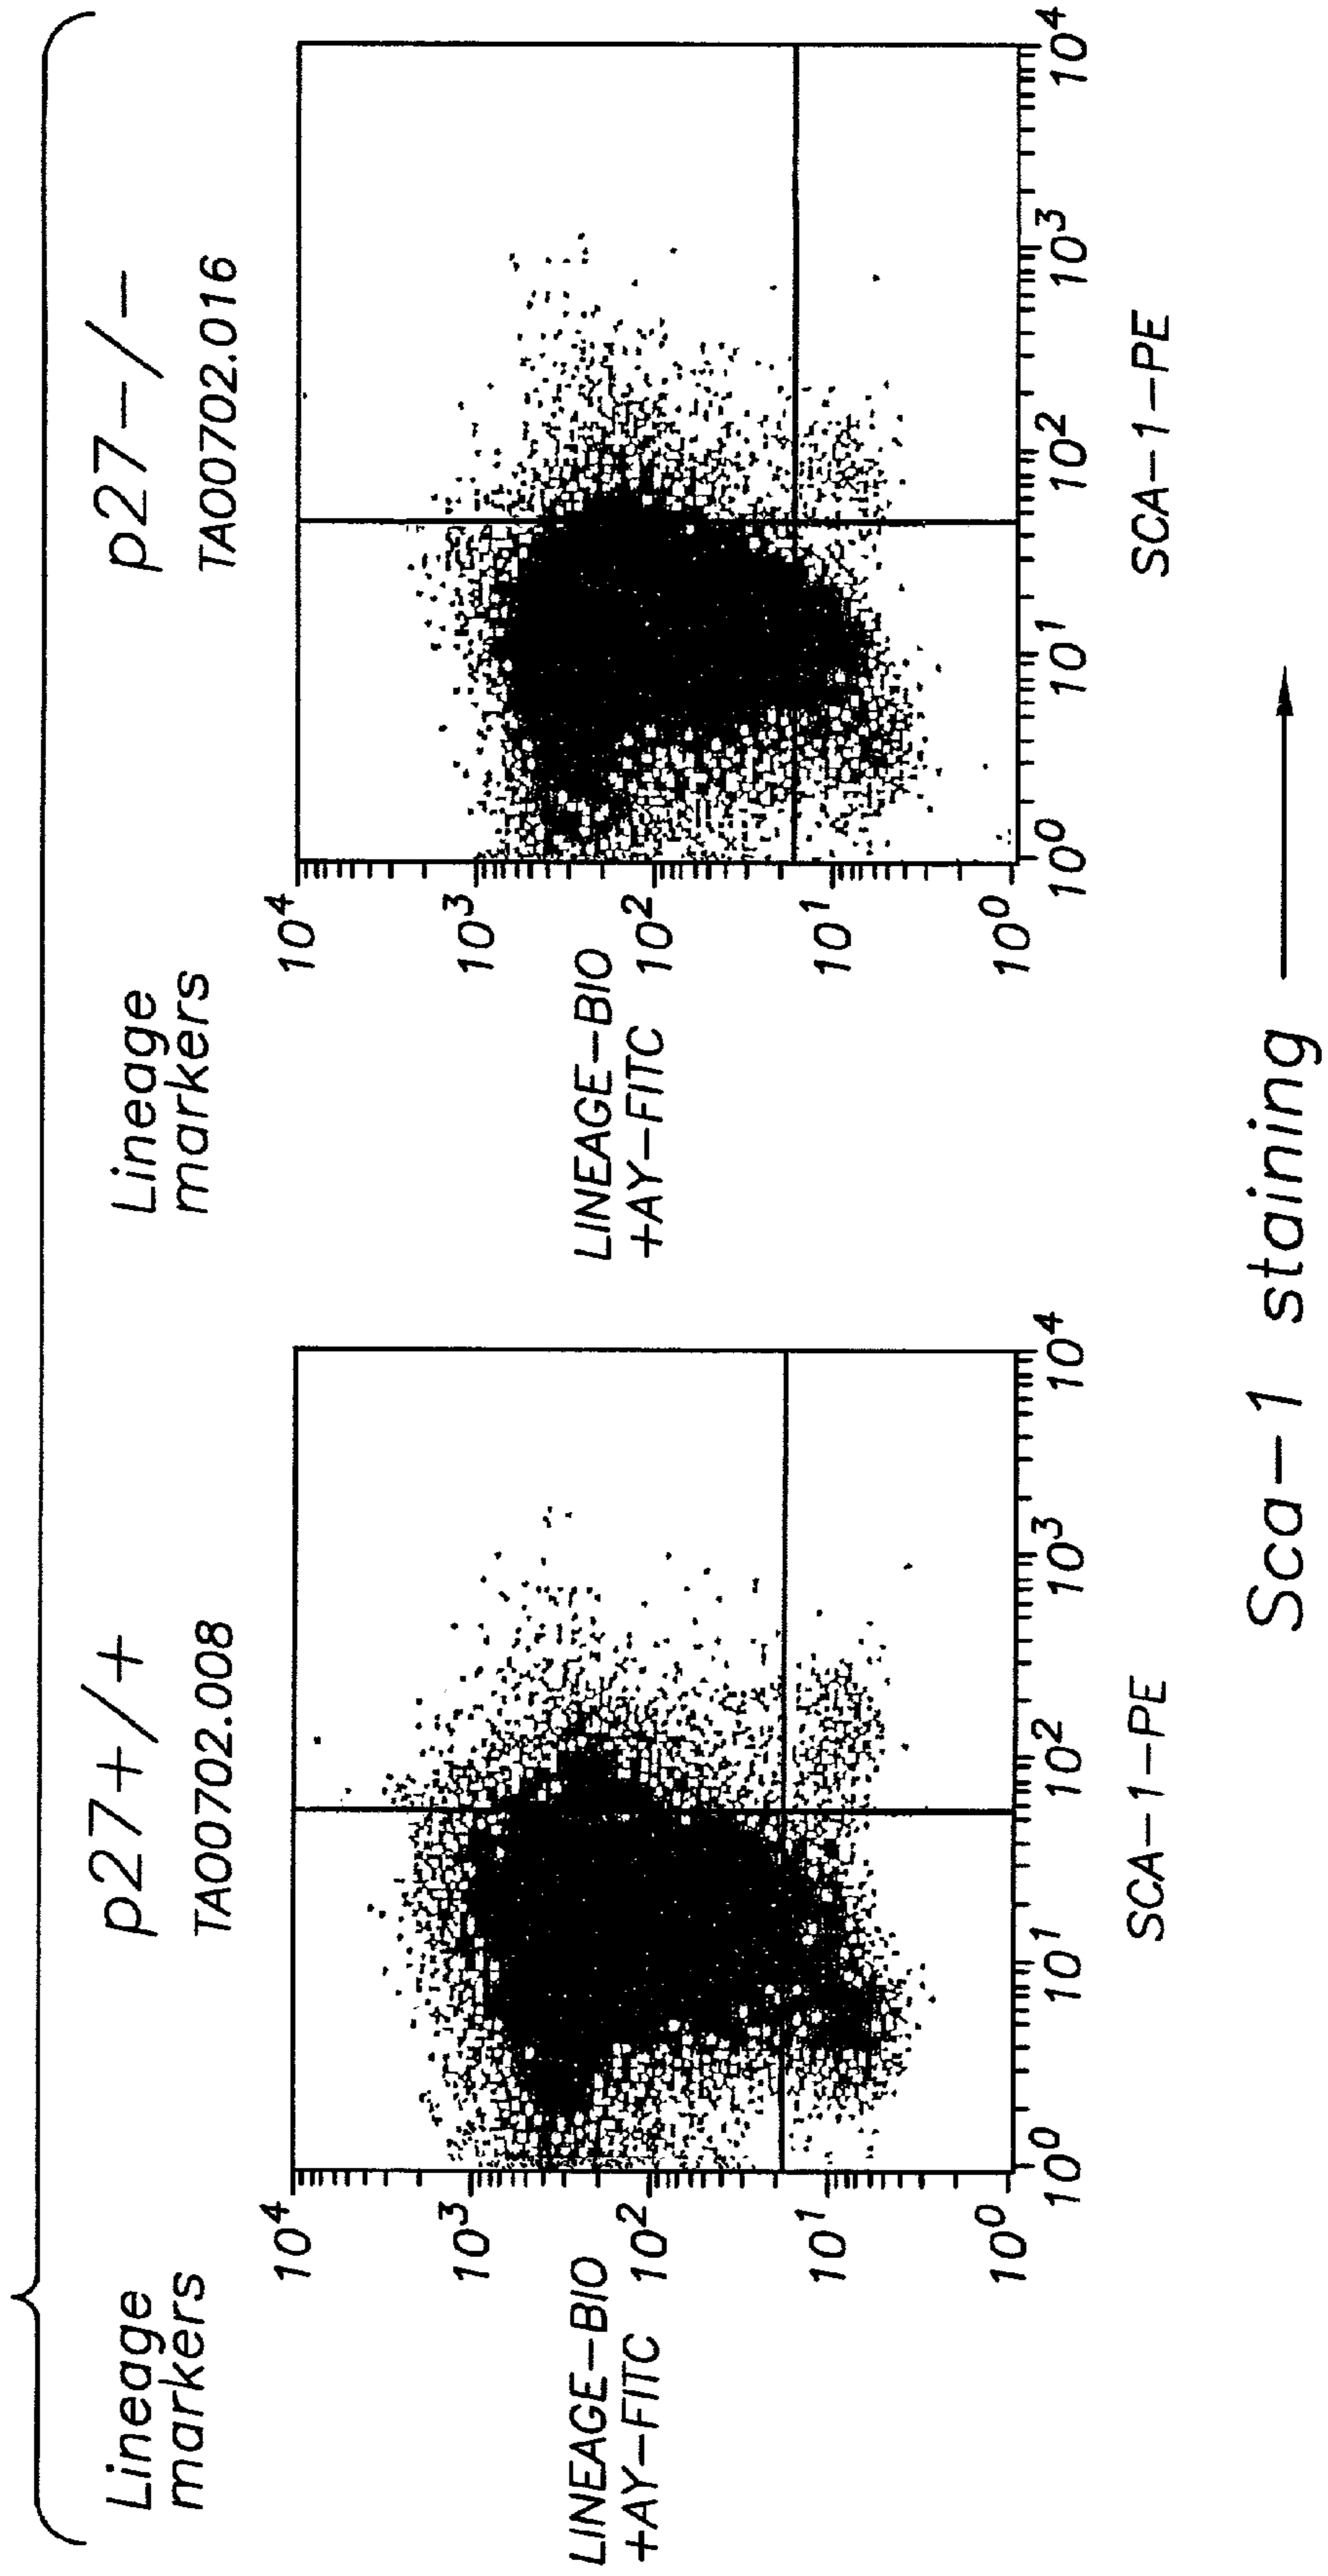 p27+/+
TA00702.008
Lineage
markers
LINEAGE-BIO
+AY-FITC
10^4
10^3
10^2
10^1
10^0
10^0
10^1
10^2
10^3
10^4
SCA-1-PE
p27-/-
TA00702.016
Lineage
markers
LINEAGE-BIO
+AY-FITC
10^4
10^3
10^2
10^1
10^0
10^0
10^1
10^2
10^3
10^4
SCA-1-PE
Sca-1 staining